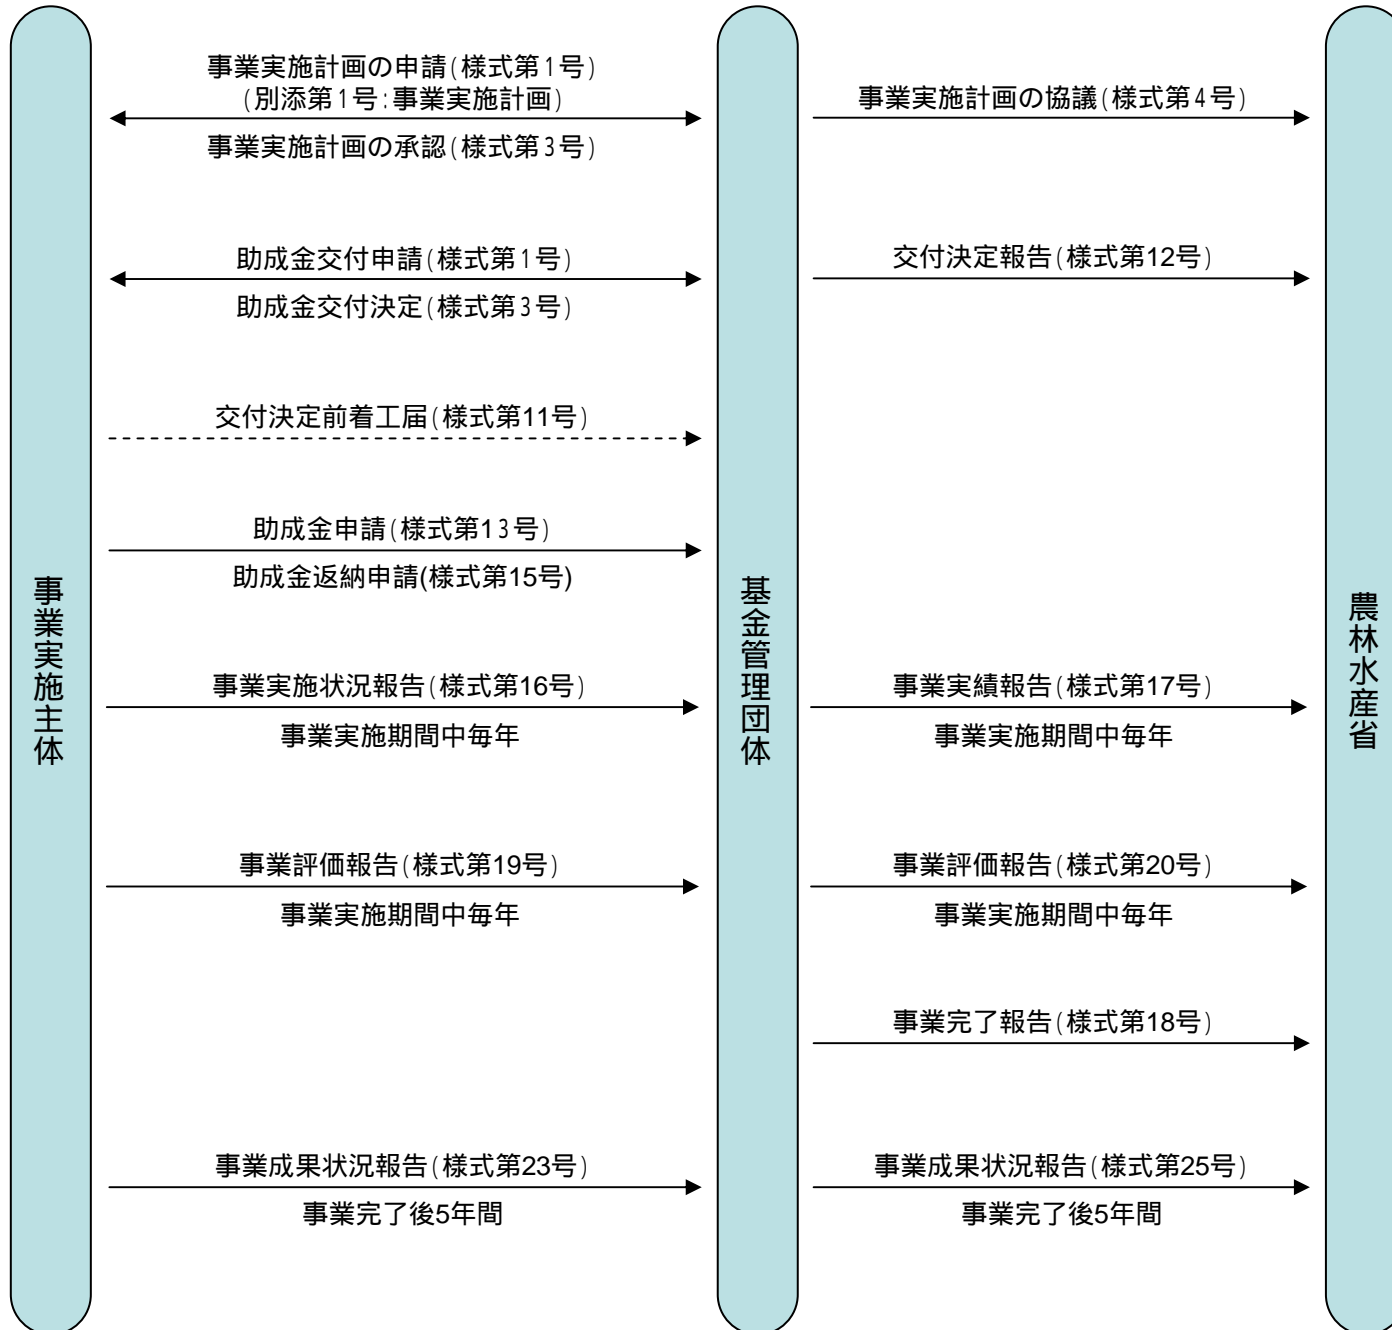 事業実施計画の申請(様式第1号)
(別添第1号:事業実施計画)
事業実施計画の承認(様式第3号)
事業実施計画の協議(様式第4号)
助成金交付申請(様式第1号)
助成金交付決定(様式第3号)
交付決定報告(様式第12号)
交付決定前着工届(様式第11号)
助成金申請(様式第13号)
助成金返納申請(様式第15号)
事業実施主体
基金管理団体
農林水産省
事業実施状況報告(様式第16号)
事業実施期間中毎年
事業実績報告(様式第17号)
事業実施期間中毎年
事業評価報告(様式第19号)
事業実施期間中毎年
事業評価報告(様式第20号)
事業実施期間中毎年
事業完了報告(様式第18号)
事業成果状況報告(様式第23号)
事業完了後5年間
事業成果状況報告(様式第25号)
事業完了後5年間